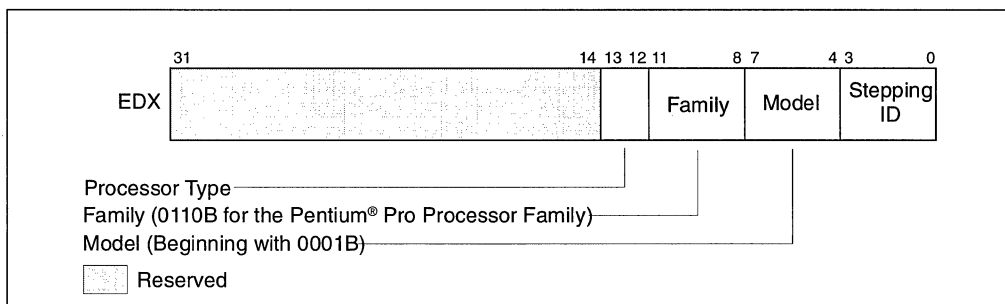 31 14 13 12 11 8 7 4 3 0
EDX Family Model Stepping
ID
Processor Type
Family (0110B for the Pentium® Pro Processor Family)
Model (Beginning with 0001B)
Reserved